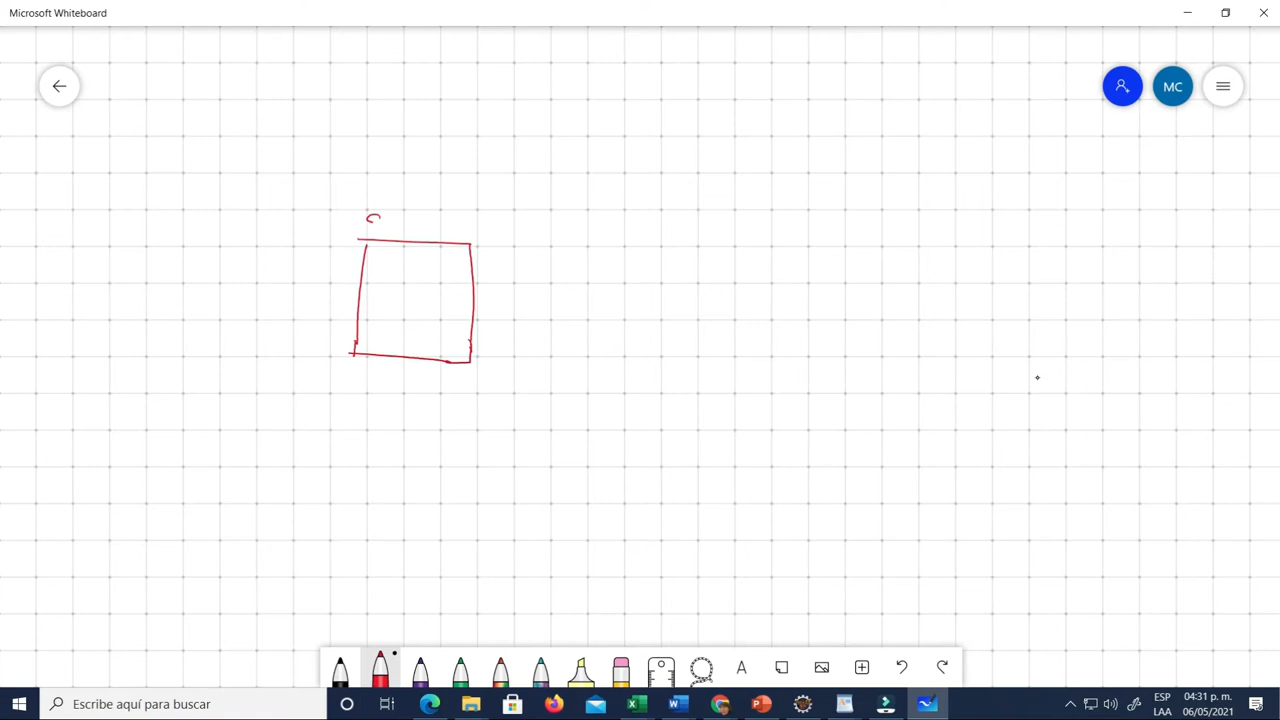 Microsoft Whiteboard
MC
A
Escribe aquí para buscar
ESP
LAA
04:31 p. m.
06/05/2021